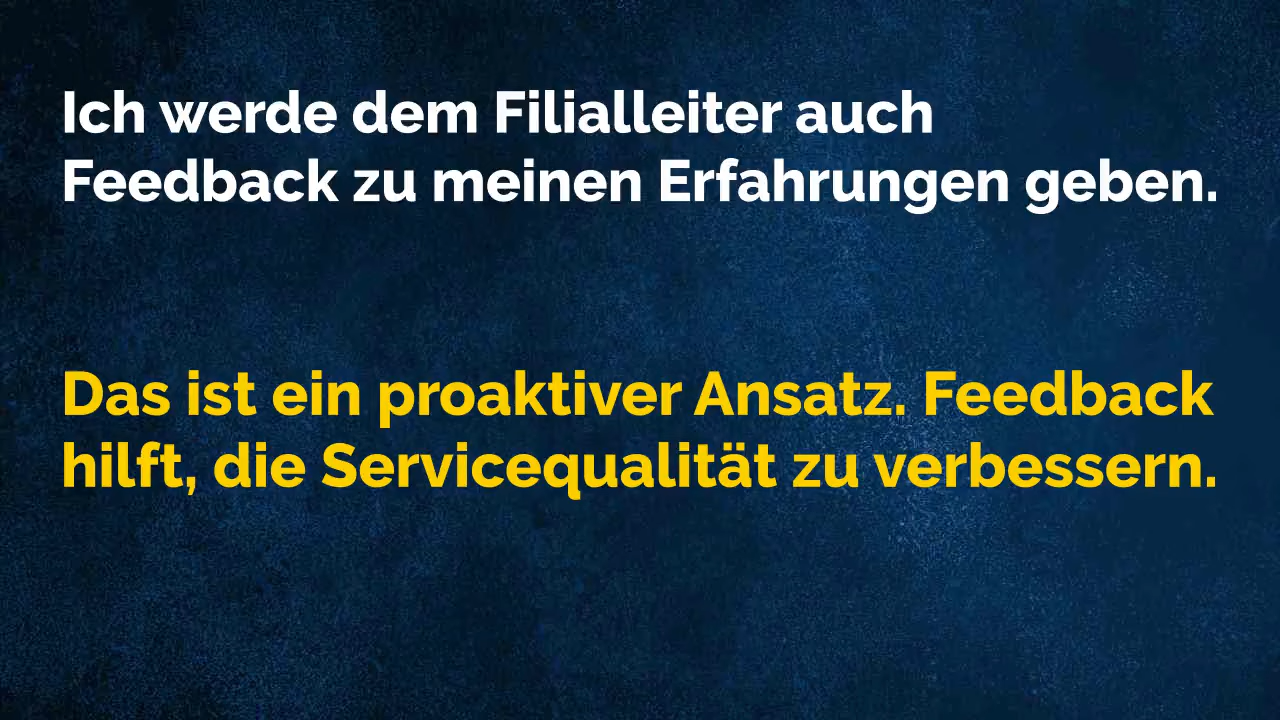 Ich werde dem Filialleiter auch
Feedback zu meinen Erfahrungen geben.
Das ist ein proaktiver Ansatz. Feedback
hilft, die Servicequalität zu verbessern.